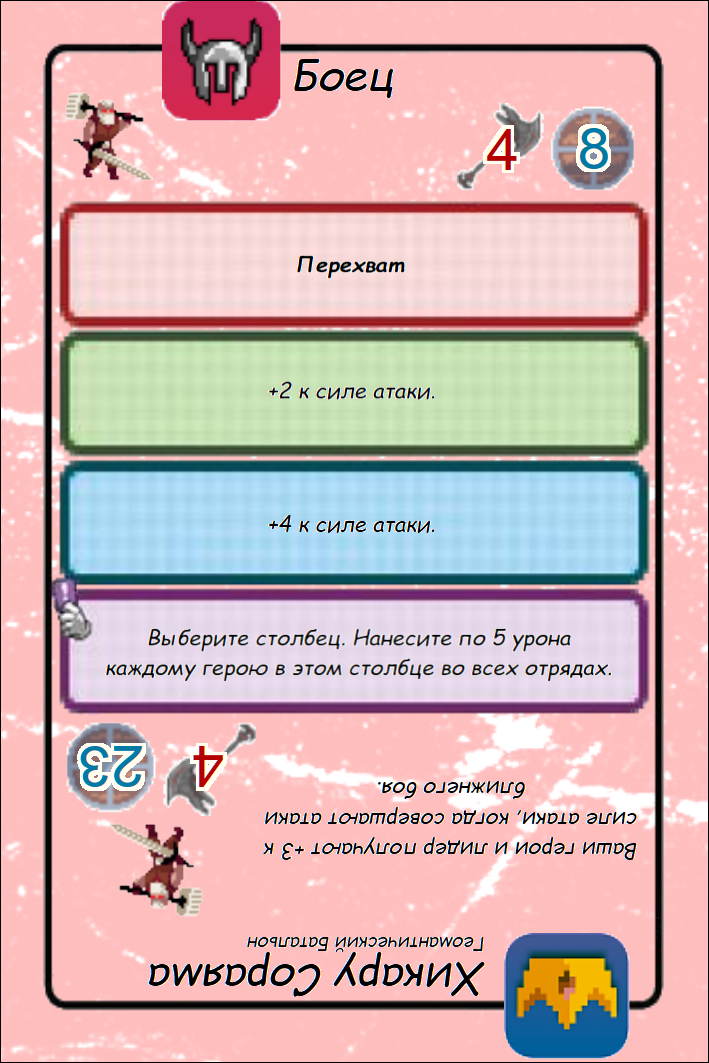 Боец
4 8
Перехват
+2 к силе атаки.
+4 к силе атаки.
Выберите столбец. Нанесите по 5 урона
каждому герою в этом столбце во всех отрядах.
Хикару Сораяма
Геомантический Батальон
Ваши герои и лидер получают +3 к
силе атаки, когда совершают атаки
ближнего боя.
4 23